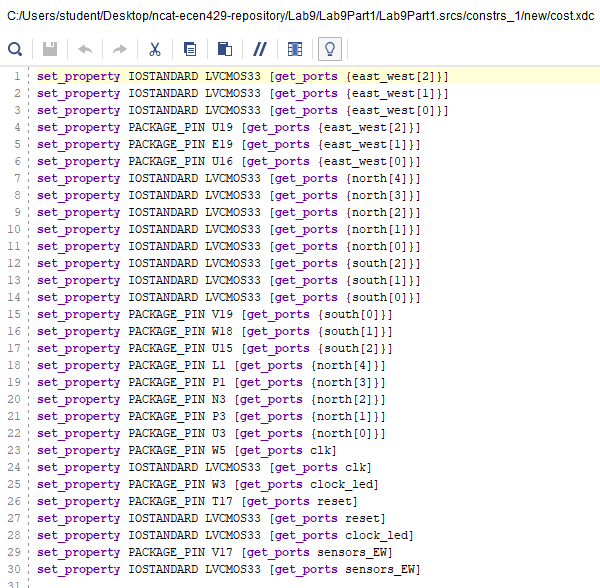 C:/Users/student/Desktop/ncat-ecen429-repository/Lab9/Lab9Part1/Lab9Part1.srcs/constrs_1/new/cost.xdc
1 set_property IOSTANDARD LVCMOS33 [get_ports {east_west[2]}]
2 set_property IOSTANDARD LVCMOS33 [get_ports {east_west[1]}]
3 set_property IOSTANDARD LVCMOS33 [get_ports {east_west[0]}]
4 set_property PACKAGE_PIN U19 [get_ports {east_west[2]}]
5 set_property PACKAGE_PIN E19 [get_ports {east_west[1]}]
6 set_property PACKAGE_PIN U16 [get_ports {east_west[0]}]
7 set_property IOSTANDARD LVCMOS33 [get_ports {north[4]}]
8 set_property IOSTANDARD LVCMOS33 [get_ports {north[3]}]
9 set_property IOSTANDARD LVCMOS33 [get_ports {north[2]}]
10 set_property IOSTANDARD LVCMOS33 [get_ports {north[1]}]
11 set_property IOSTANDARD LVCMOS33 [get_ports {north[0]}]
12 set_property IOSTANDARD LVCMOS33 [get_ports {south[2]}]
13 set_property IOSTANDARD LVCMOS33 [get_ports {south[1]}]
14 set_property IOSTANDARD LVCMOS33 [get_ports {south[0]}]
15 set_property PACKAGE_PIN V19 [get_ports {south[0]}]
16 set_property PACKAGE_PIN W18 [get_ports {south[1]}]
17 set_property PACKAGE_PIN U15 [get_ports {south[2]}]
18 set_property PACKAGE_PIN L1 [get_ports {north[4]}]
19 set_property PACKAGE_PIN P1 [get_ports {north[3]}]
20 set_property PACKAGE_PIN N3 [get_ports {north[2]}]
21 set_property PACKAGE_PIN P3 [get_ports {north[1]}]
22 set_property PACKAGE_PIN U3 [get_ports {north[0]}]
23 set_property PACKAGE_PIN W5 [get_ports clk]
24 set_property IOSTANDARD LVCMOS33 [get_ports clk]
25 set_property PACKAGE_PIN W3 [get_ports clock_led]
26 set_property PACKAGE_PIN T17 [get_ports reset]
27 set_property IOSTANDARD LVCMOS33 [get_ports reset]
28 set_property IOSTANDARD LVCMOS33 [get_ports clock_led]
29 set_property PACKAGE_PIN V17 [get_ports sensors_EW]
30 set_property IOSTANDARD LVCMOS33 [get_ports sensors_EW]
31